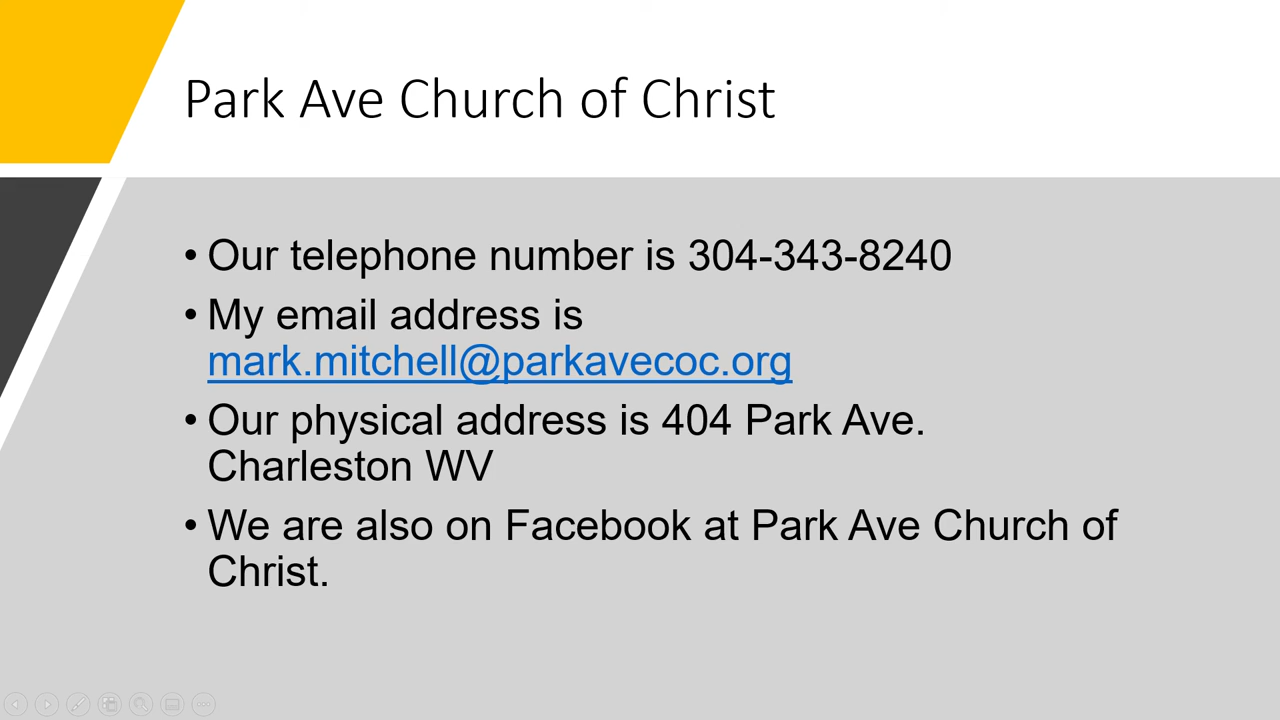 Park Ave Church of Christ
• Our telephone number is 304-343-8240
• My email address is
mark.mitchell@parkavecoc.org
• Our physical address is 404 Park Ave.
Charleston WV
• We are also on Facebook at Park Ave Church of
Christ.